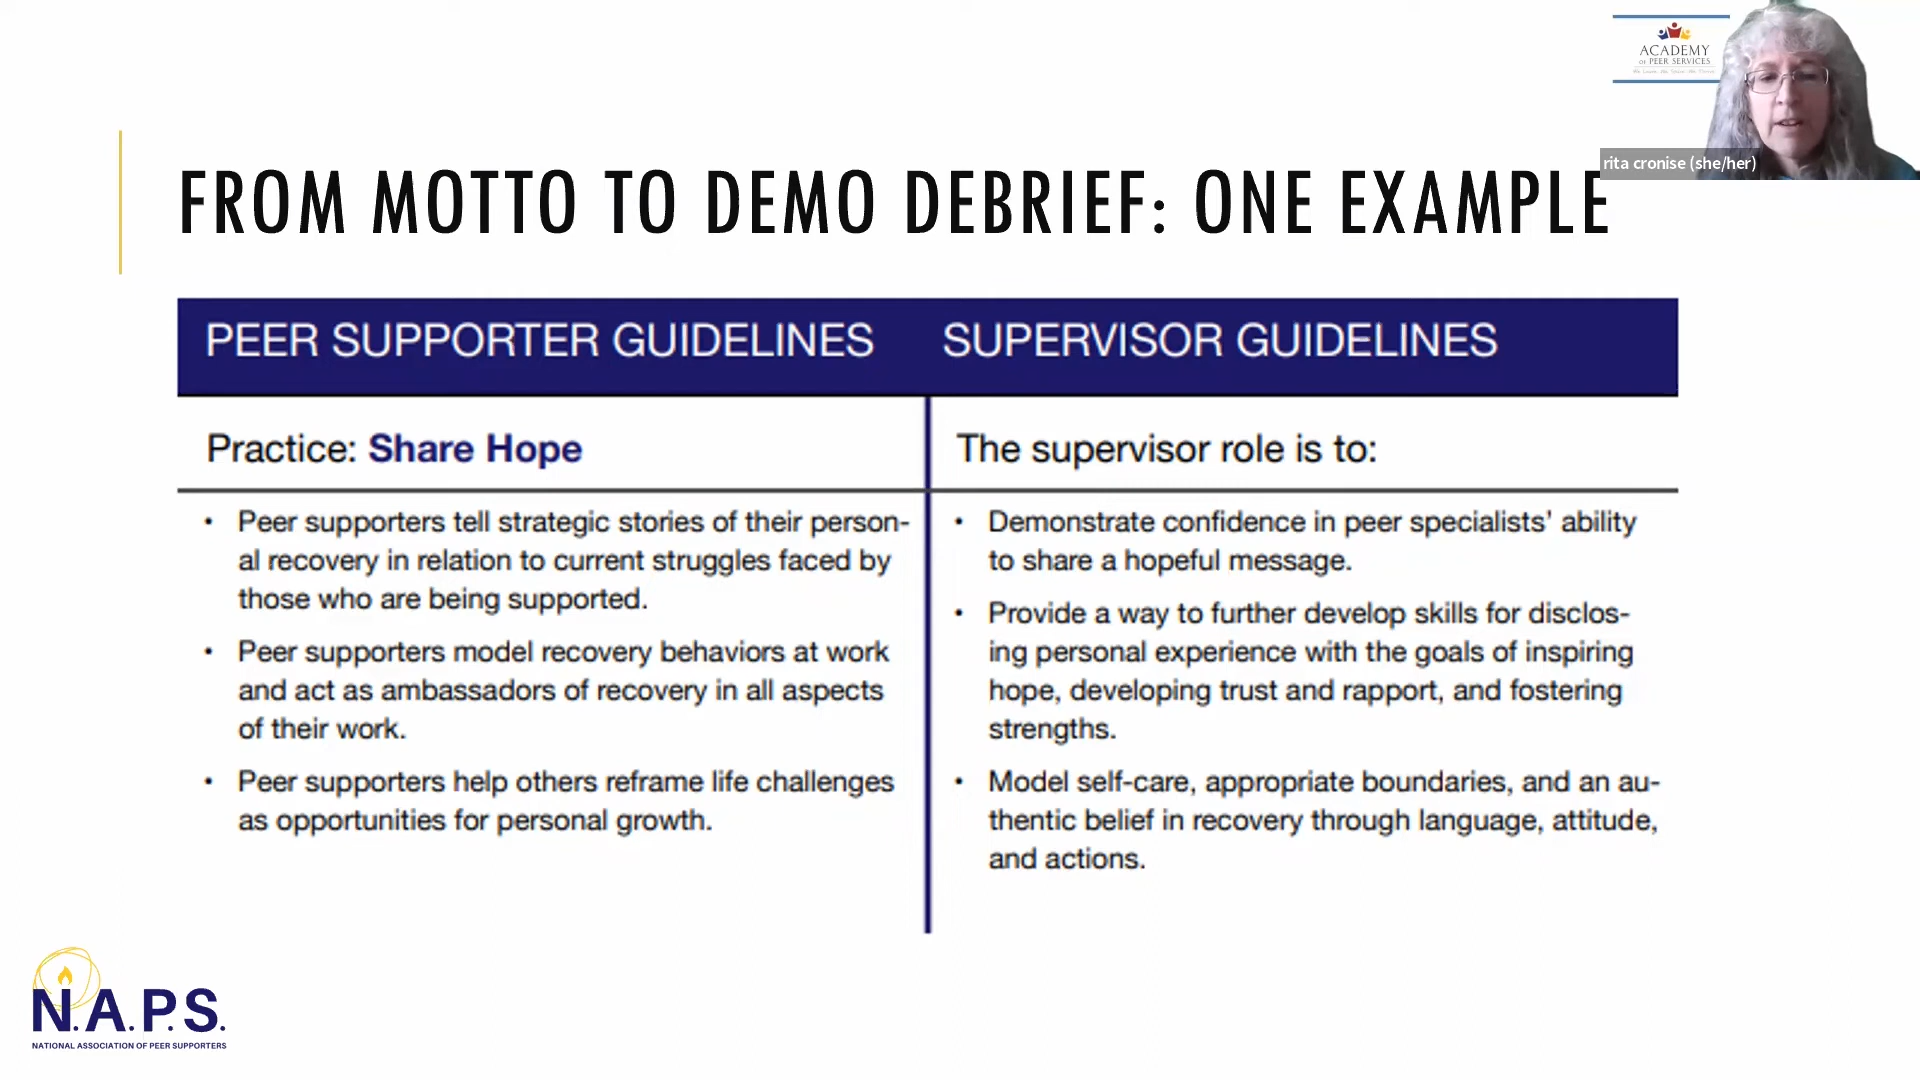 ACADEMY
OF PEER SERVICES
rita cronise (she/her)
FROM MOTTO TO DEMO DEBRIEF: ONE EXAMPLE
PEER SUPPORTER GUIDELINES
SUPERVISOR GUIDELINES
Practice: Share Hope
The supervisor role is to:
• Peer supporters tell strategic stories of their person-
al recovery in relation to current struggles faced by
those who are being supported.
• Peer supporters model recovery behaviors at work
and act as ambassadors of recovery in all aspects
of their work.
• Peer supporters help others reframe life challenges
as opportunities for personal growth.
• Demonstrate confidence in peer specialists' ability
to share a hopeful message.
• Provide a way to further develop skills for disclos-
ing personal experience with the goals of inspiring
hope, developing trust and rapport, and fostering
strengths.
• Model self-care, appropriate boundaries, and an au-
thentic belief in recovery through language, attitude,
and actions.
N.A.P.S.
NATIONAL ASSOCIATION OF PEER SUPPORTERS